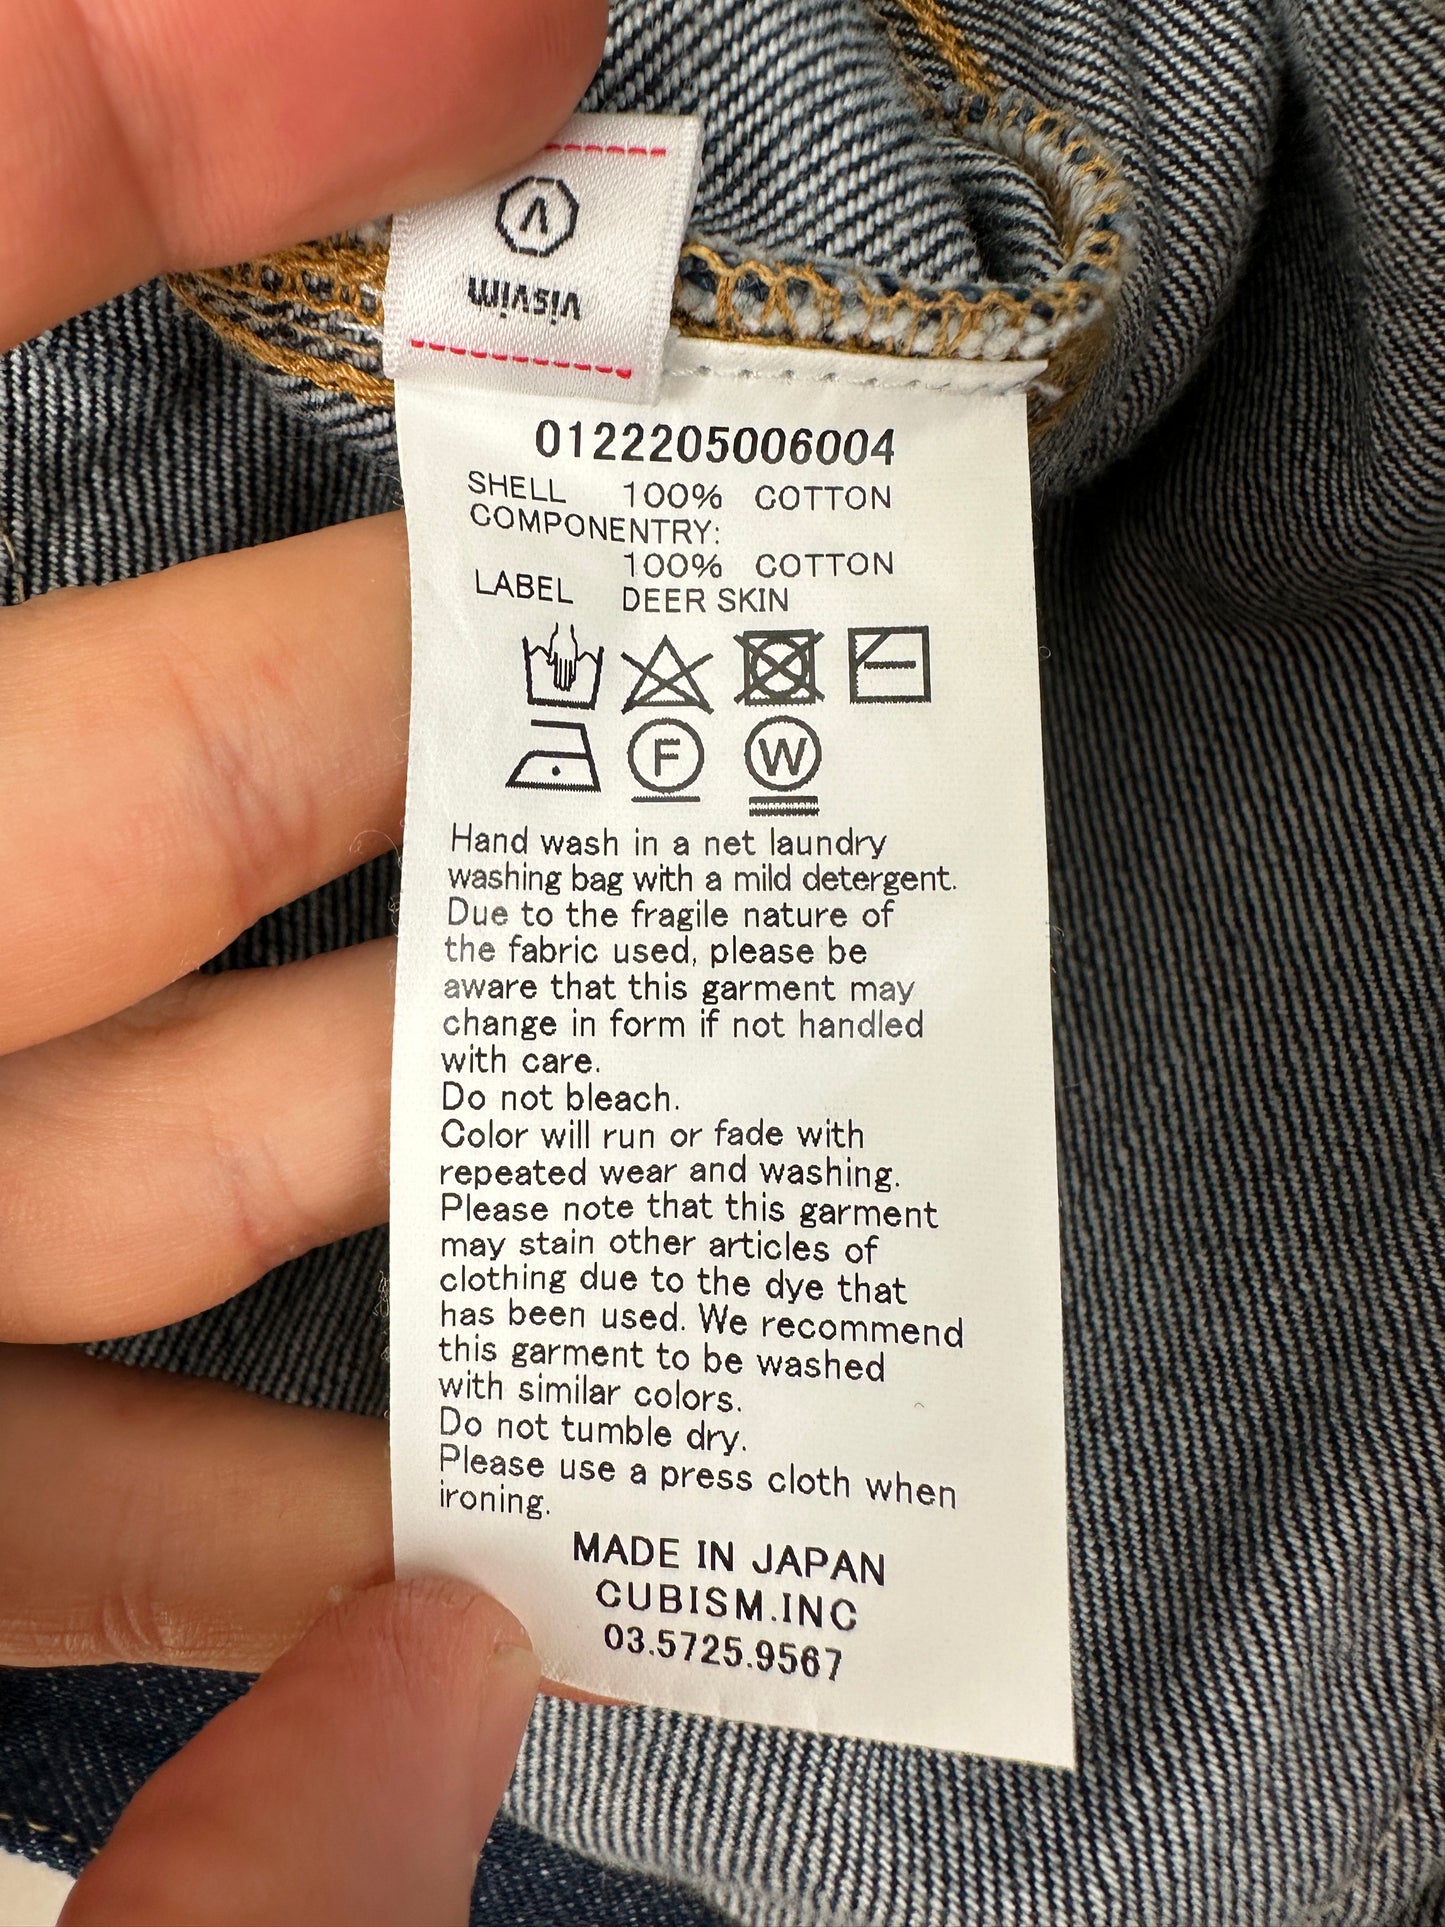 visvim
0122205006004
SHELL 100% COTTON
COMPONENTRY:
100% COTTON
LABEL DEER SKIN
F W
Hand wash in a net laundry
washing bag with a mild detergent.
Due to the fragile nature of
the fabric used, please be
aware that this garment may
change in form if not handled
with care.
Do not bleach.
Color will run or fade with
repeated wear and washing.
Please note that this garment
may stain other articles of
clothing due to the dye that
has been used. We recommend
this garment to be washed
with similar colors.
Do not tumble dry.
Please use a press cloth when
ironing.
MADE IN JAPAN
CUBISM.INC
03.5725.9567